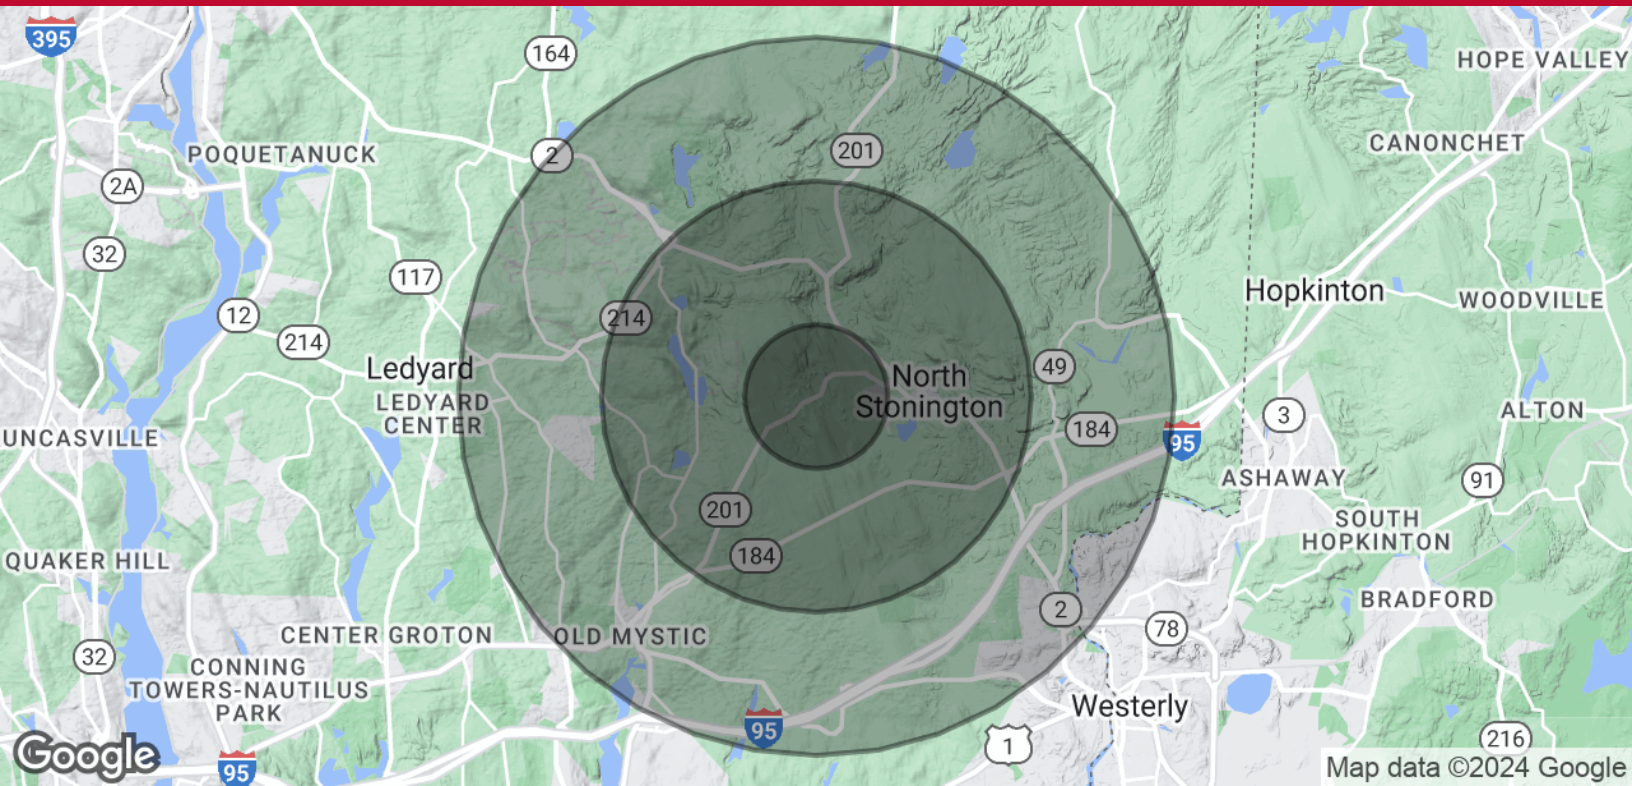 395
164
HOPE VALLEY
2
201
CANONCHET
POQUETANUCK
2A
32
117
Hopkinton
WOODVILLE
12
214
214
Ledyard
LEDYARD
CENTER
North
Stonington
49
3
ALTON
184
95
UNCASVILLE
ASHAWAY
91
201
SOUTH
HOPKINTON
184
QUAKER HILL
BRADFORD
2
78
CENTER GROTON
OLD MYSTIC
32
CONNING
TOWERS-NAUTILUS
PARK
Westerly
95
1
216
Google
95
Map data ©2024 Google